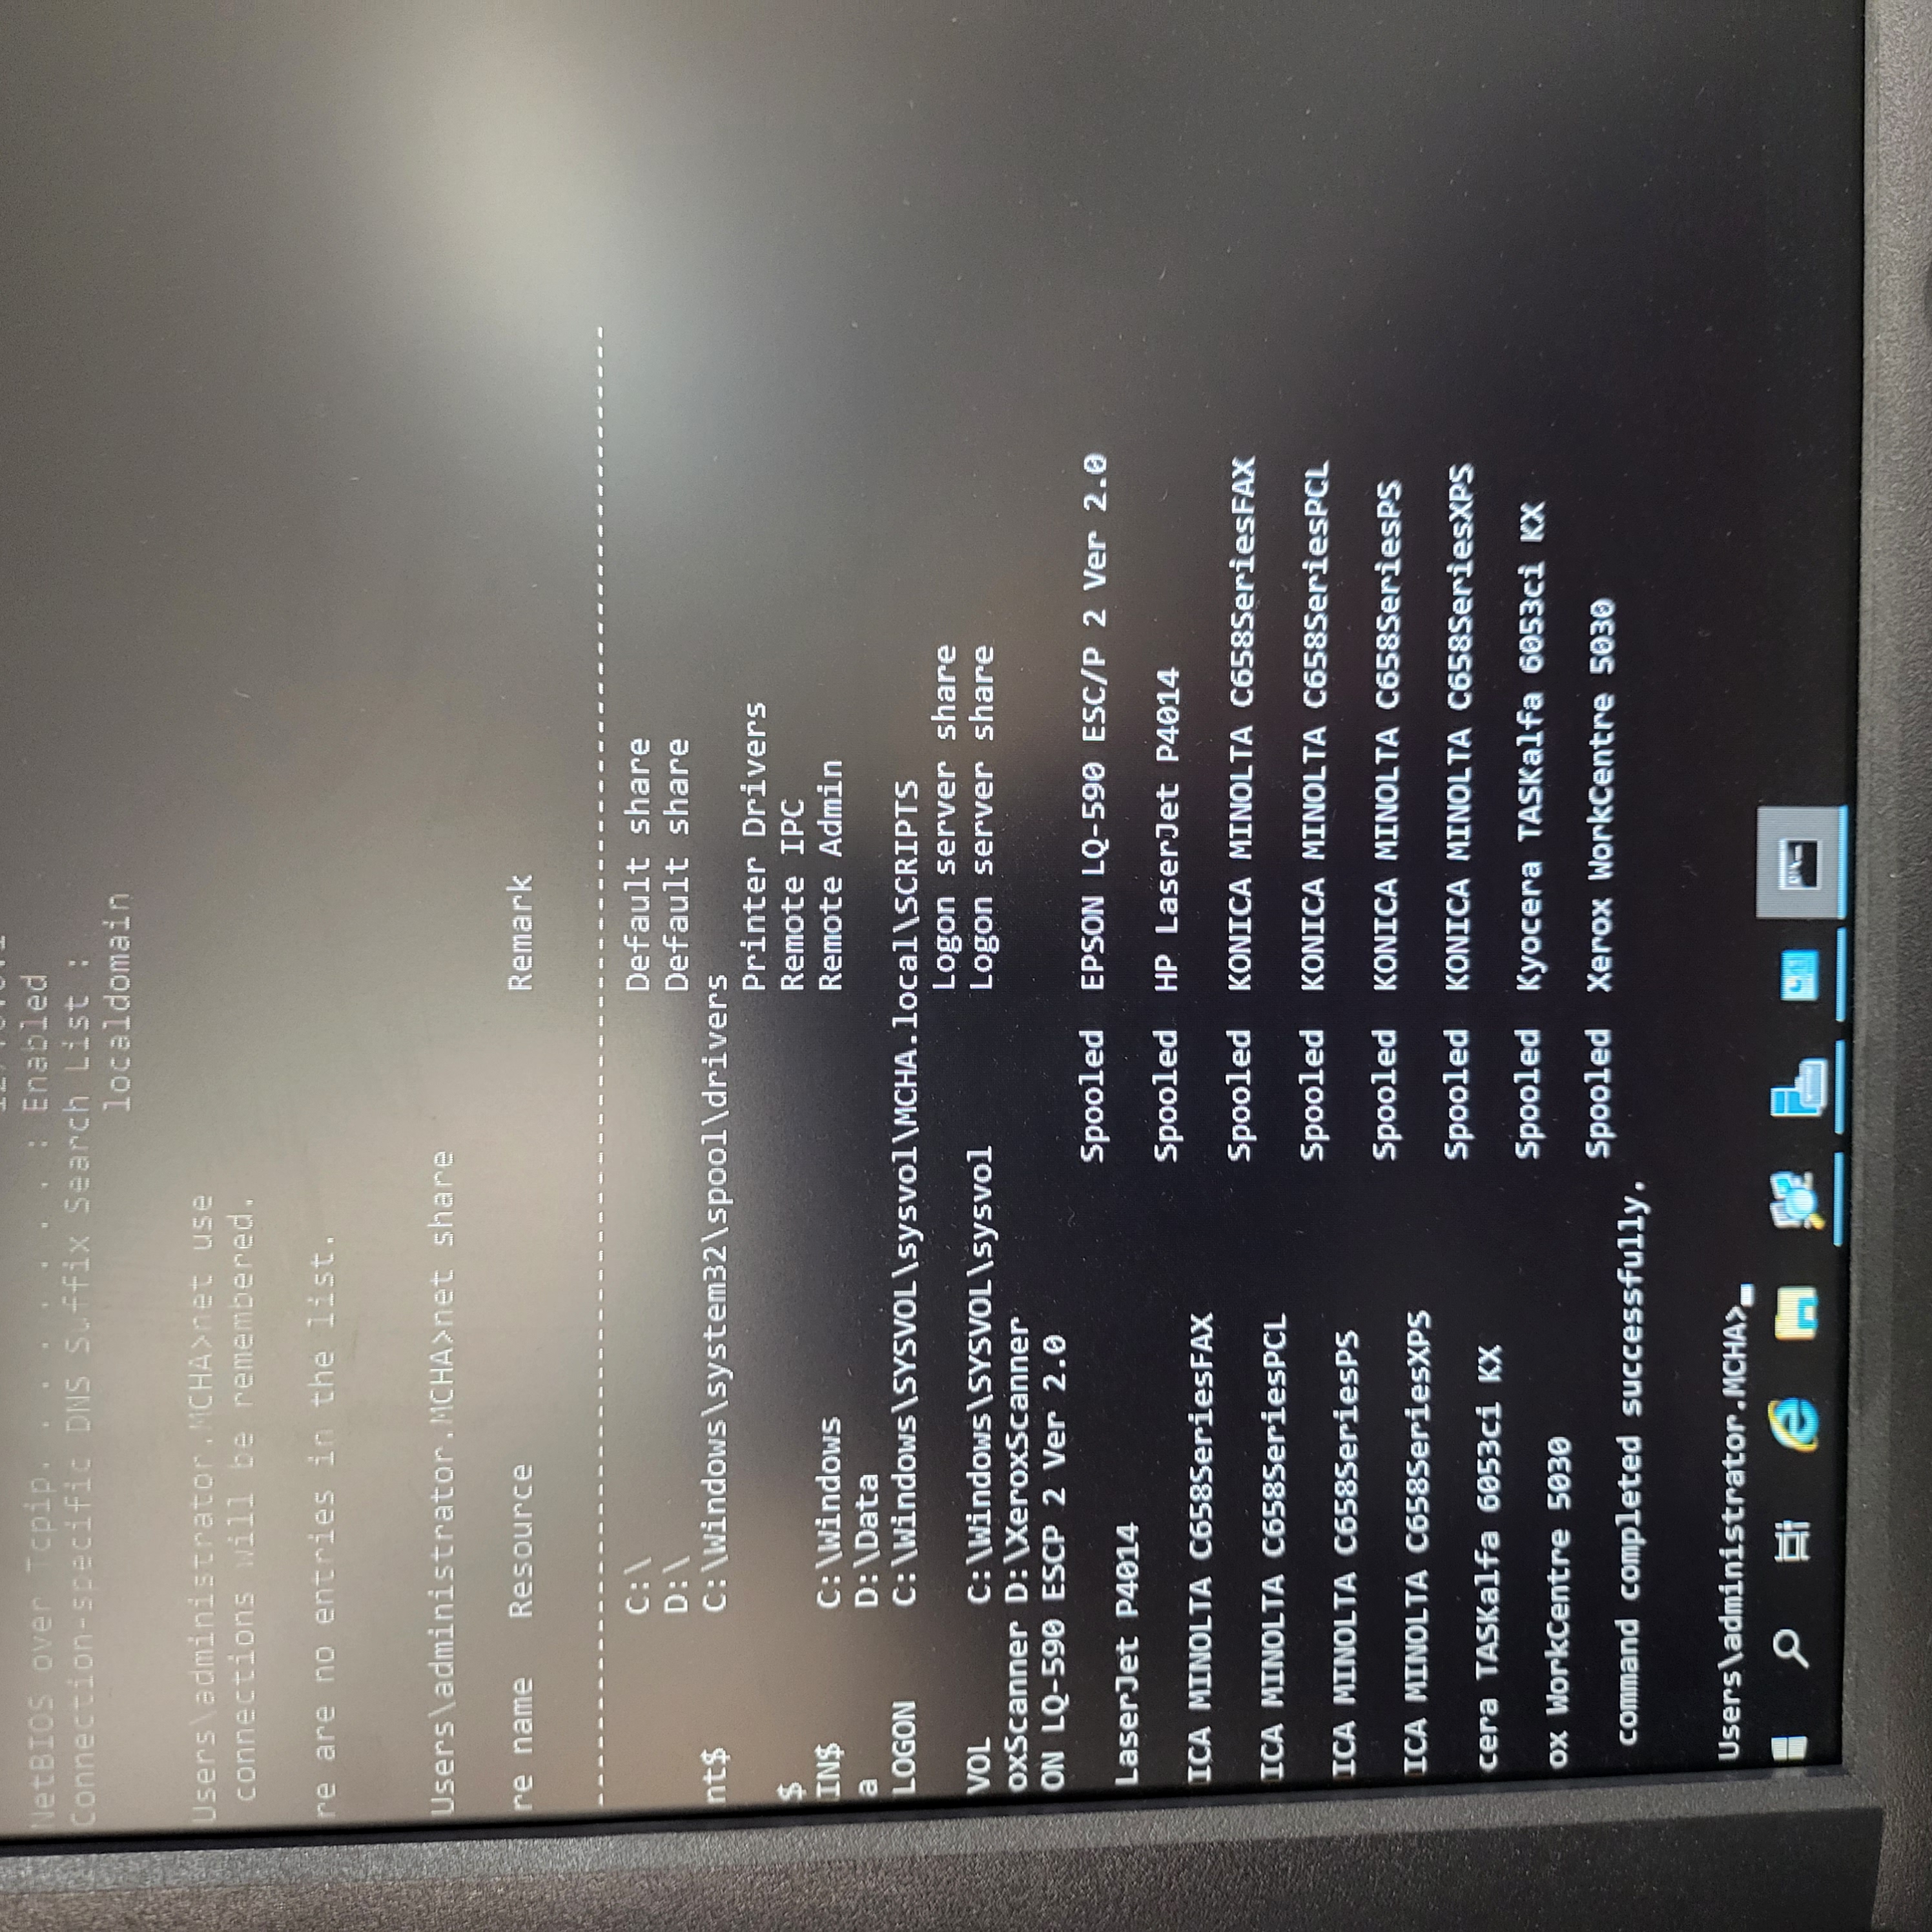 NetBIOS over Tcpip. . . . . . . . : Enabled
Connection-specific DNS Suffix Search List :
localdomain
Users\administrator.MCHA>net use
connections will be remembered.
re are no entries in the list.
Users\administrator.MCHA>net share
re name Resource Remark
-------------------------------------------------------------------------------
C:\ Default share
D:\ Default share
nt$ C:\Windows\system32\spool\drivers
Printer Drivers
$ Remote IPC
IN$ C:\Windows Remote Admin
a D:\Data
LOGON C:\Windows\SYSVOL\sysvol\MCHA.local\SCRIPTS
Logon server share
VOL C:\Windows\SYSVOL\sysvol Logon server share
oxScanner D:\XeroxScanner
ON LQ-590 ESCP 2 Ver 2.0
Spooled EPSON LQ-590 ESC/P 2 Ver 2.0
LaserJet P4014
Spooled HP LaserJet P4014
ICA MINOLTA C658SeriesFAX
Spooled KONICA MINOLTA C658SeriesFAX
ICA MINOLTA C658SeriesPCL
Spooled KONICA MINOLTA C658SeriesPCL
ICA MINOLTA C658SeriesPS
Spooled KONICA MINOLTA C658SeriesPS
ICA MINOLTA C658SeriesXPS
Spooled KONICA MINOLTA C658SeriesXPS
cera TASKalfa 6053ci KX
Spooled Kyocera TASKalfa 6053ci KX
ox WorkCentre 5030
Spooled Xerox WorkCentre 5030
command completed successfully.
Users\administrator.MCHA>_